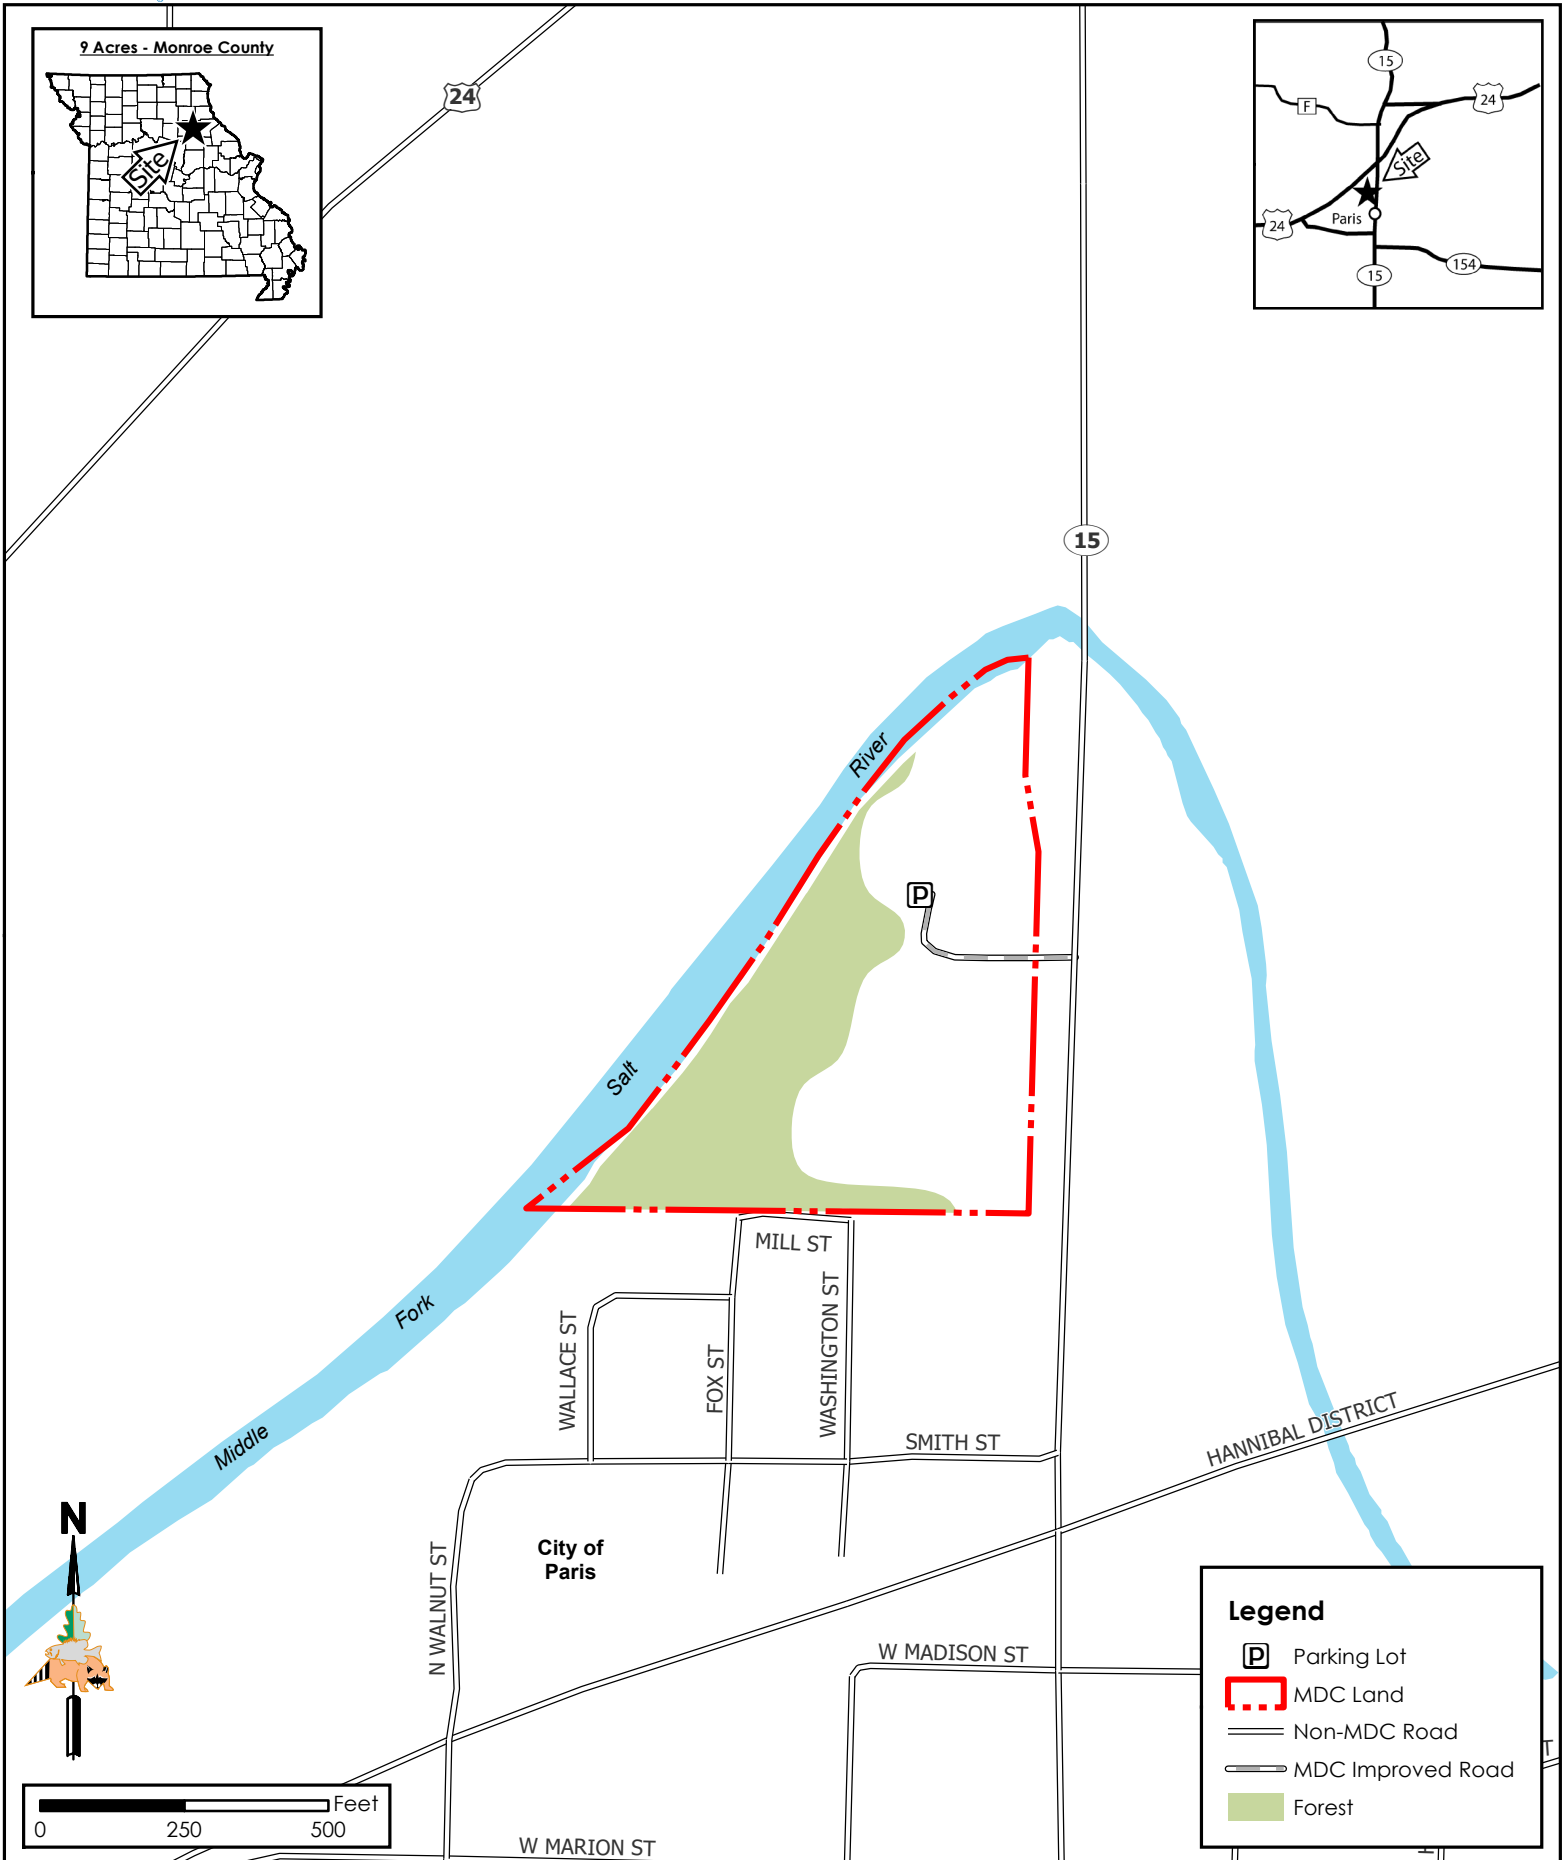 9 Acres - Monroe County
Site
24
15
F
24
Site
Paris
24
154
15
15
River
Salt
Fork
Middle
MILL ST
WALLACE ST
FOX ST
WASHINGTON ST
SMITH ST
HANNIBAL DISTRICT
N WALNUT ST
City of
Paris
W MADISON ST
W MARION ST
N
Feet
0 250 500
Legend
P Parking Lot
MDC Land
Non-MDC Road
MDC Improved Road
Forest
P
T